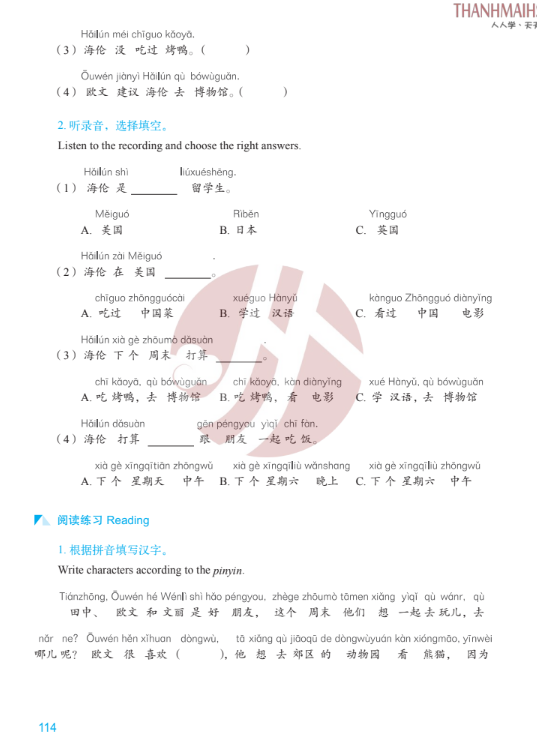 THANHMAIHS
人人学·天天
Hǎilún méi chīguo kǎoyā.
（3）海伦 没 吃过 烤鸭。（　　）
Ōuwén jiànyì Hǎilún qù bówùguǎn.
（4）欧文 建议 海伦 去 博物馆。（　　）
2. 听录音，选择填空。
Listen to the recording and choose the right answers.
Hǎilún shì liúxuéshēng.
（1）海伦 是 ________ 留学生。
Měiguó Rìběn Yīngguó
A. 美国 B. 日本 C. 英国
Hǎilún zài Měiguó .
（2）海伦 在 美国 ________。
chīguo zhōngguócài xuéguo Hànyǔ kànguo Zhōngguó diànyǐng
A. 吃过 中国菜 B. 学过 汉语 C. 看过 中国 电影
Hǎilún xià gè zhōumò dǎsuàn .
（3）海伦 下 个 周末 打算 ________。
chī kǎoyā, qù bówùguǎn chī kǎoyā, kàn diànyǐng xué Hànyǔ, qù bówùguǎn
A. 吃 烤鸭，去 博物馆 B. 吃 烤鸭，看 电影 C. 学 汉语，去 博物馆
Hǎilún dǎsuàn gēn péngyou yìqǐ chī fàn.
（4）海伦 打算 ________ 跟 朋友 一起 吃 饭。
xià gè xīngqītiān zhōngwǔ xià gè xīngqīliù wǎnshang xià gè xīngqīliù zhōngwǔ
A. 下 个 星期天 中午 B. 下 个 星期六 晚上 C. 下 个 星期六 中午
阅读练习 Reading
1. 根据拼音填写汉字。
Write characters according to the pinyin.
Tiánzhōng, Ōuwén hé Wénlì shì hǎo péngyou, zhège zhōumò tāmen xiǎng yìqǐ qù wánr, qù
田中、 欧文 和 文丽 是 好 朋友， 这个 周末 他们 想 一起 去 玩儿，去
nǎr ne? Ōuwén hěn xǐhuan dòngwù, tā xiǎng qù jiāoqū de dòngwùyuán kàn xióngmāo, yīnwèi
哪儿 呢？ 欧文 很 喜欢 （　　），他 想 去 郊区 的 动物园 看 熊猫， 因为
114